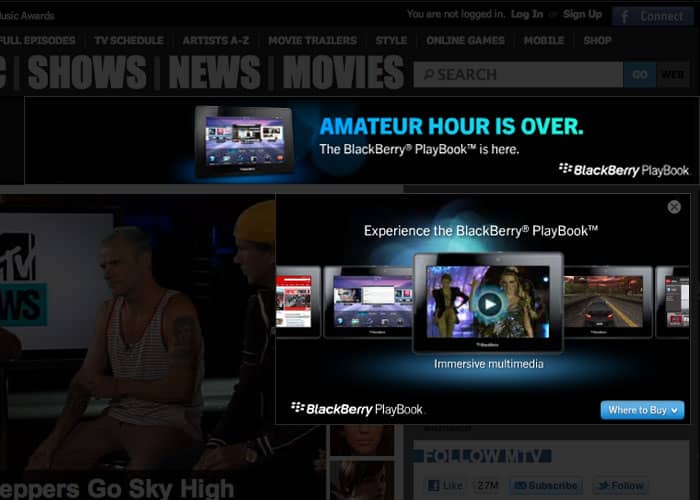 Music Awards
You are not logged in. Log In or Sign Up f Connect
FULL EPISODES TV SCHEDULE ARTISTS A-Z MOVIE TRAILERS STYLE ONLINE GAMES MOBILE SHOP
C | SHOWS | NEWS | MOVIES
SEARCH GO WEB
AMATEUR HOUR IS OVER.
The BlackBerry® PlayBook™ is here.
BlackBerry PlayBook.
Experience the BlackBerry® PlayBook™
BlackBerry
Immersive multimedia
BlackBerry PlayBook.
Where to Buy
MTV
WS
eppers Go Sky High
FOLLOW MTV
Like 27M Subscribe Follow